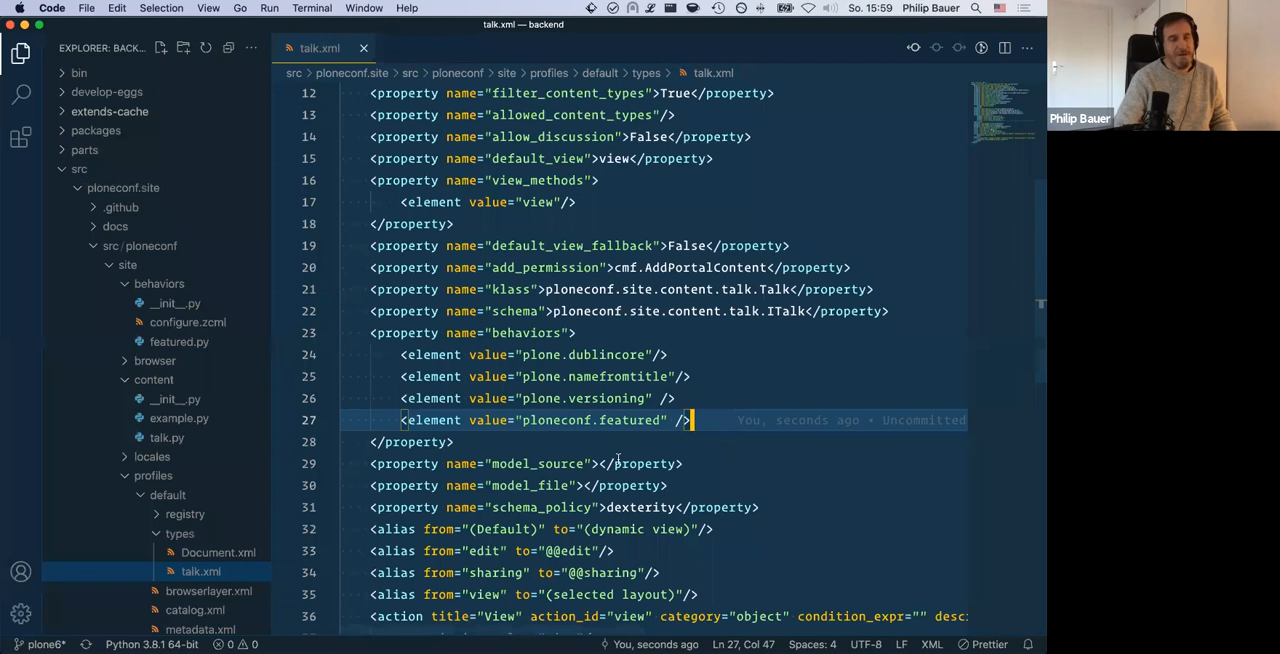 Code File Edit Selection View Go Run Terminal Window Help So. 15:59 Philip Bauer
talk.xml — backend
EXPLORER: BACK... talk.xml
src > ploneconf.site > src > ploneconf > site > profiles > default > types > talk.xml
bin
develop-eggs
extends-cache
packages
parts
src
ploneconf.site
.github
docs
src/ploneconf
site
behaviors
__init__.py
configure.zcml
featured.py
browser
content
__init__.py
example.py
talk.py
locales
profiles
default
registry
types
Document.xml
talk.xml
browserlayer.xml
catalog.xml
metadata.xml
12 <property name="filter_content_types">True</property>
13 <property name="allowed_content_types"/>
14 <property name="allow_discussion">False</property>
15 <property name="default_view">view</property>
16 <property name="view_methods">
17 <element value="view"/>
18 </property>
19 <property name="default_view_fallback">False</property>
20 <property name="add_permission">cmf.AddPortalContent</property>
21 <property name="klass">ploneconf.site.content.talk.Talk</property>
22 <property name="schema">ploneconf.site.content.talk.ITalk</property>
23 <property name="behaviors">
24 <element value="plone.dublincore"/>
25 <element value="plone.namefromtitle"/>
26 <element value="plone.versioning" />
27 <element value="ploneconf.featured" /> You, seconds ago • Uncommitted
28 </property>
29 <property name="model_source"></property>
30 <property name="model_file"></property>
31 <property name="schema_policy">dexterity</property>
32 <alias from="(Default)" to="(dynamic view)"/>
33 <alias from="edit" to="@@edit"/>
34 <alias from="sharing" to="@@sharing"/>
35 <alias from="view" to="(selected layout)"/>
36 <action title="View" action_id="view" category="object" condition_expr="" desc
plone6* Python 3.8.1 64-bit 0 0 You, seconds ago Ln 27, Col 47 Spaces: 4 UTF-8 LF XML Prettier
Philip Bauer